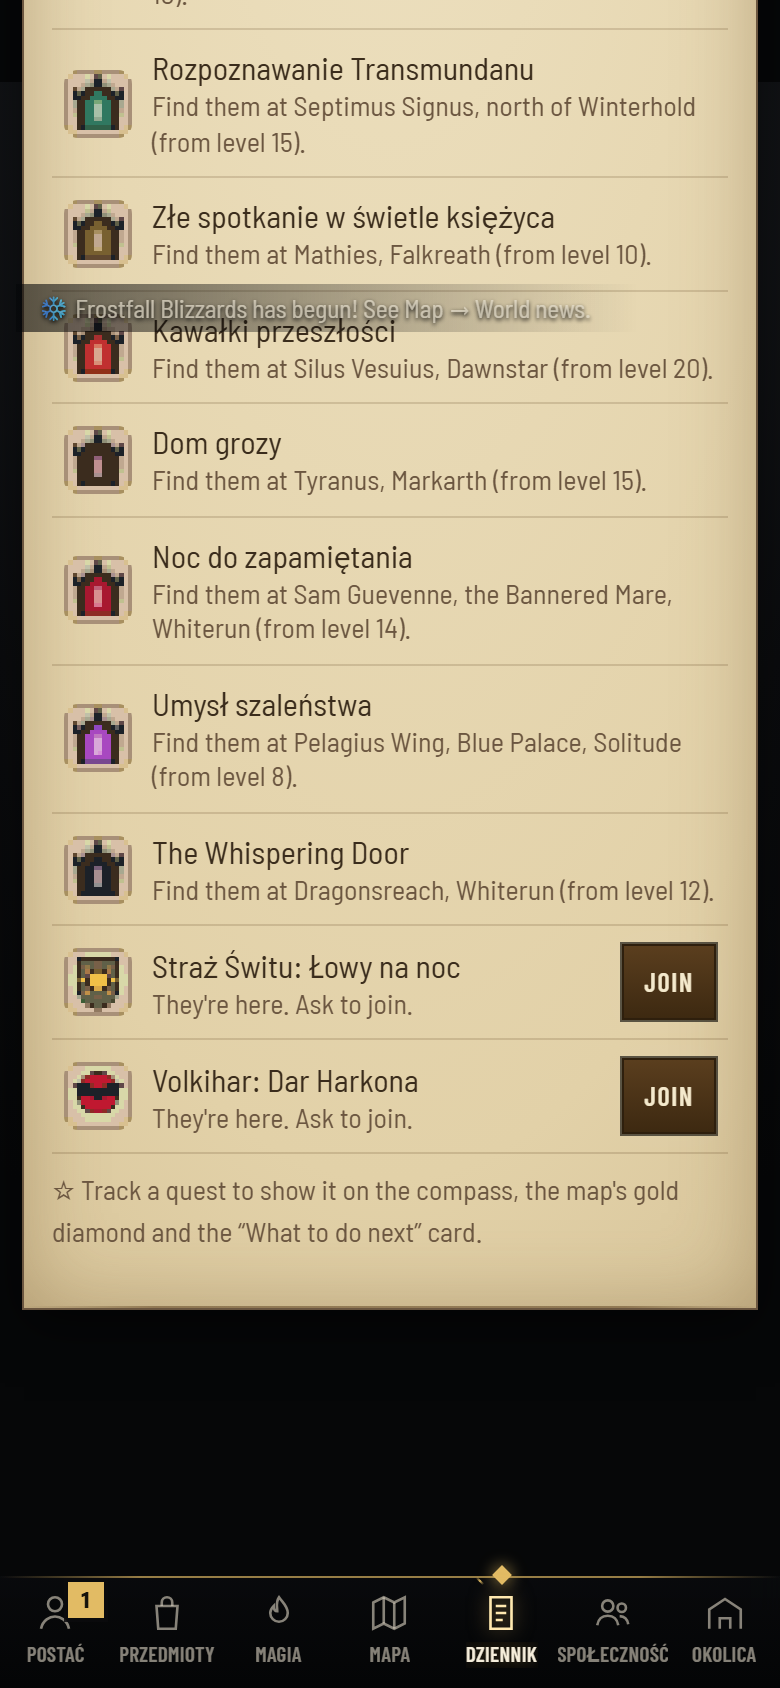 Rozpoznawanie Transmundanu
Find them at Septimus Signus, north of Winterhold
(from level 15).
Złe spotkanie w świetle księżyca
Find them at Mathies, Falkreath (from level 10).
Frostfall Blizzards has begun! See Map → World news.
Kawałki przeszłości
Find them at Silus Vesuius, Dawnstar (from level 20).
Dom grozy
Find them at Tyranus, Markarth (from level 15).
Noc do zapamiętania
Find them at Sam Guevenne, the Bannered Mare,
Whiterun (from level 14).
Umysł szaleństwa
Find them at Pelagius Wing, Blue Palace, Solitude
(from level 8).
The Whispering Door
Find them at Dragonsreach, Whiterun (from level 12).
Straż Świtu: Łowy na noc
They're here. Ask to join.
JOIN
Volkihar: Dar Harkona
They're here. Ask to join.
JOIN
☆ Track a quest to show it on the compass, the map's gold
diamond and the “What to do next” card.
1
POSTAĆ PRZEDMIOTY MAGIA MAPA DZIENNIK SPOŁECZNOŚĆ OKOLICA